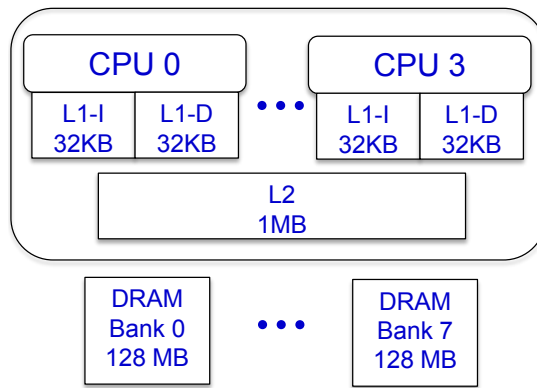 CPU 0
CPU 3
L1-I
32KB
L1-D
32KB
•••
L1-I
32KB
L1-D
32KB
L2
1MB
DRAM
Bank 0
128 MB
•••
DRAM
Bank 7
128 MB